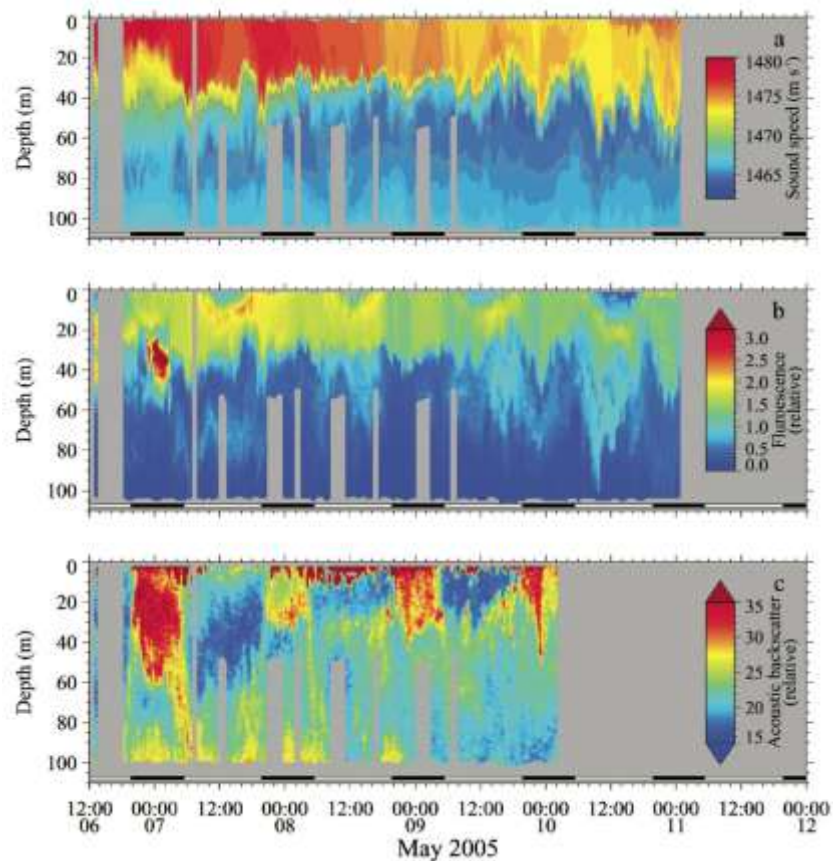 a
Depth (m)
0
20
40
60
80
100
1480
1475
1470
1465
Sound speed (m s⁻¹)
b
Depth (m)
0
20
40
60
80
100
3.0
2.5
2.0
1.5
1.0
0.5
0.0
Flurorescence
(relative)
c
Depth (m)
0
20
40
60
80
100
35
30
25
20
15
Acoustic backscatter
(relative)
12:00 00:00 12:00 00:00 12:00 00:00 12:00 00:00 12:00 00:00 12:00 00:00
06 07 08 09 10 11 12
May 2005